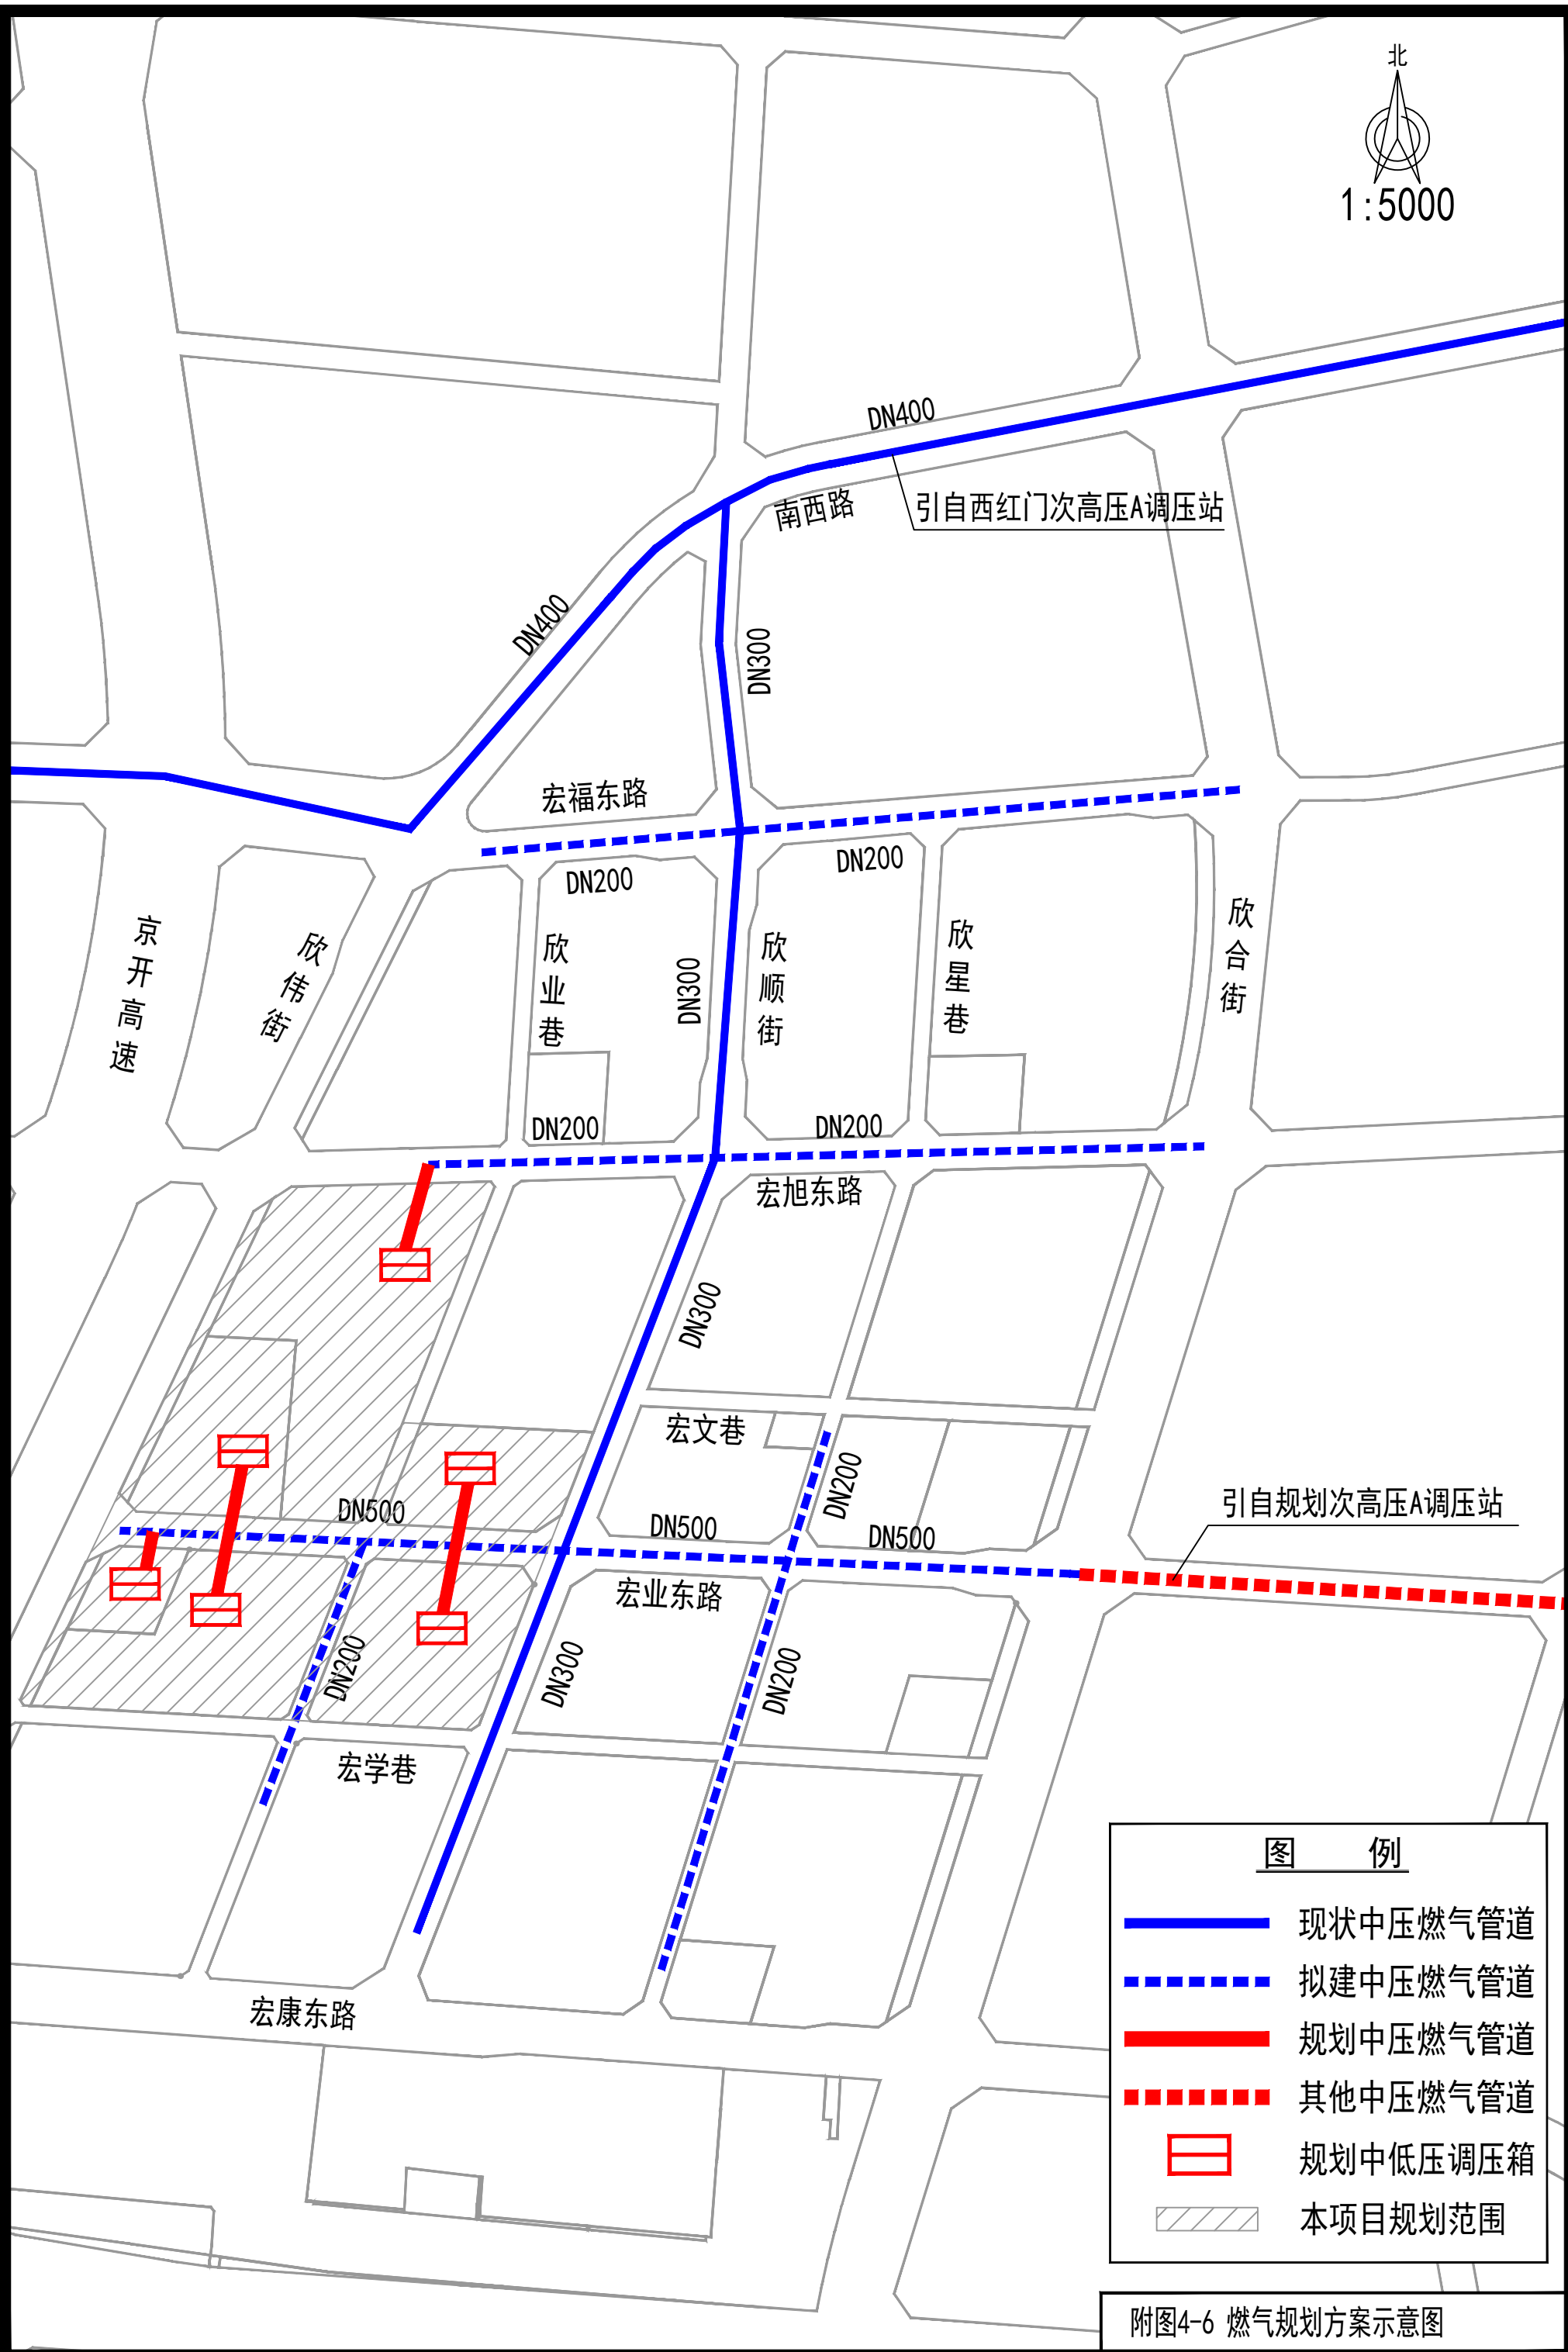 北
1:5000
DN400
引自西红门次高压A调压站
南西路
DN400
DN300
宏福东路
DN200
DN200
京开高速
欣伟街
欣业巷
DN300
欣顺街
欣星巷
欣合街
DN200
DN200
宏旭东路
DN300
宏文巷
DN200
引自规划次高压A调压站
DN500
DN500
DN500
宏业东路
DN200
DN300
DN200
宏学巷
宏康东路
图 例
现状中压燃气管道
拟建中压燃气管道
规划中压燃气管道
其他中压燃气管道
规划中低压调压箱
本项目规划范围
附图4-6 燃气规划方案示意图